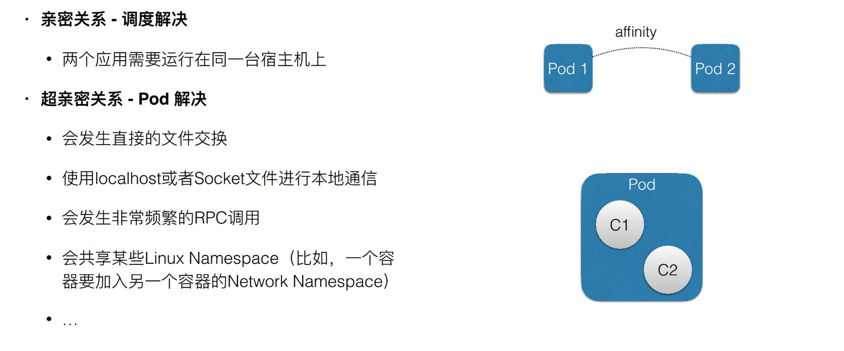 · 亲密关系 - 调度解决
• 两个应用需要运行在同一台宿主机上
· 超亲密关系 - Pod 解决
• 会发生直接的文件交换
• 使用localhost或者Socket文件进行本地通信
• 会发生非常频繁的RPC调用
• 会共享某些Linux Namespace（比如，一个容
器要加入另一个容器的Network Namespace）
• …
affinity
Pod 1
Pod 2
Pod
C1
C2